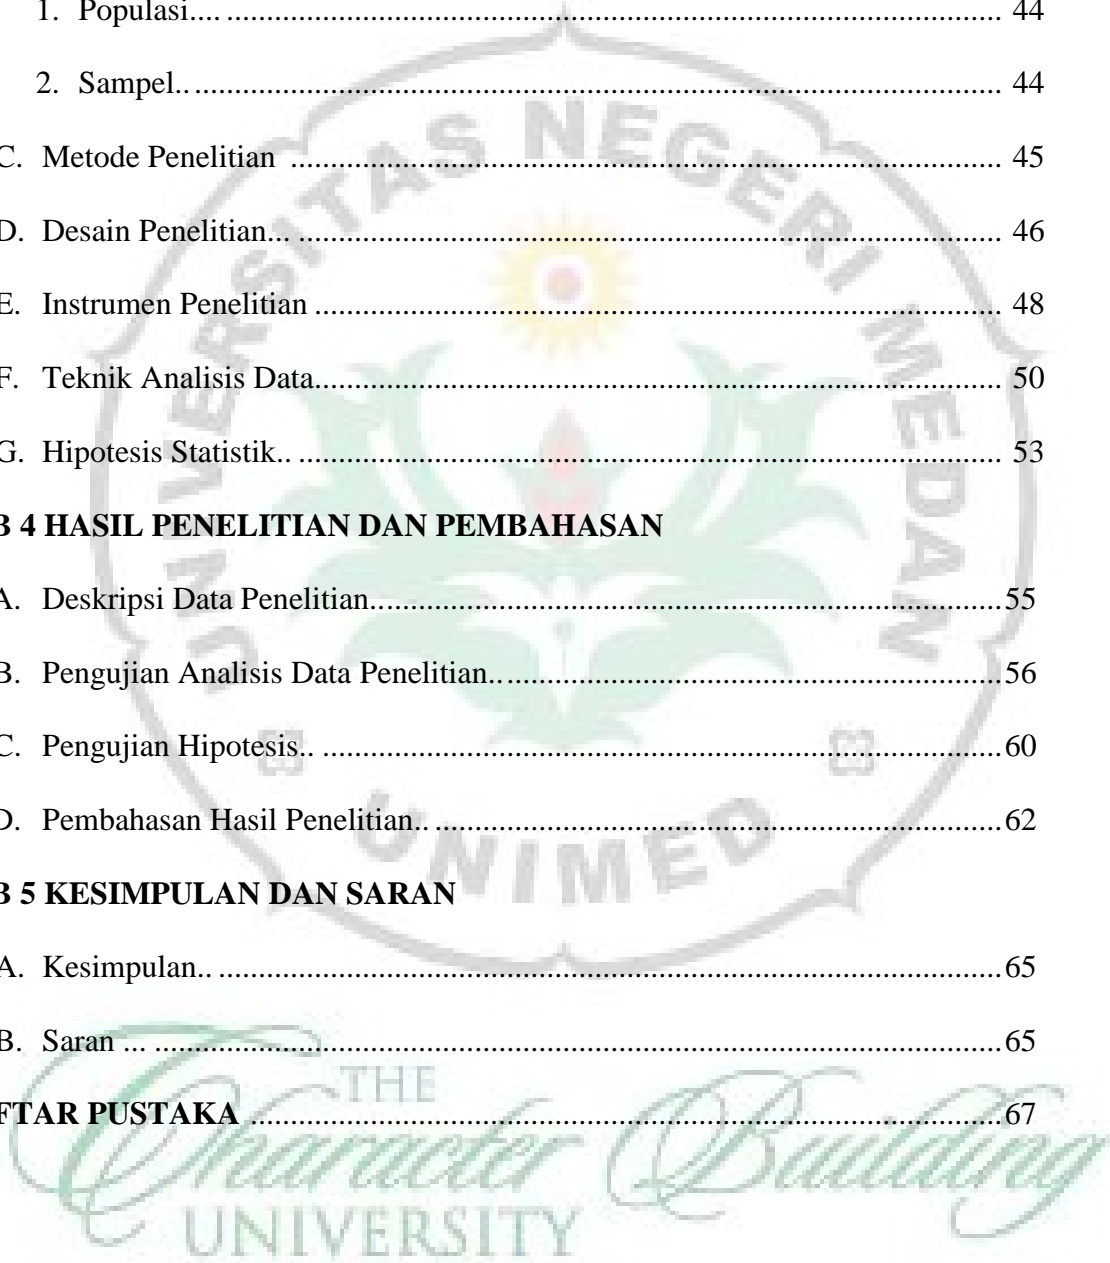 1. Populasi.... ................................................................................................. 44
2. Sampel.. ..................................................................................................... 44
C. Metode Penelitian ......................................................................................... 45
D. Desain Penelitian... ........................................................................................ 46
E. Instrumen Penelitian ...................................................................................... 48
F. Teknik Analisis Data...................................................................................... 50
G. Hipotesis Statistik.. ........................................................................................ 53
B 4 HASIL PENELITIAN DAN PEMBAHASAN
A. Deskripsi Data Penelitian...............................................................................55
B. Pengujian Analisis Data Penelitian................................................................56
C. Pengujian Hipotesis.. .....................................................................................60
D. Pembahasan Hasil Penelitian.. .......................................................................62
B 5 KESIMPULAN DAN SARAN
A. Kesimpulan.. ..................................................................................................65
B. Saran ... ..........................................................................................................65
FTAR PUSTAKA ..............................................................................................67
UNIVERSITAS NEGERI MEDAN
UNIMED
THE
Character Building
UNIVERSITY